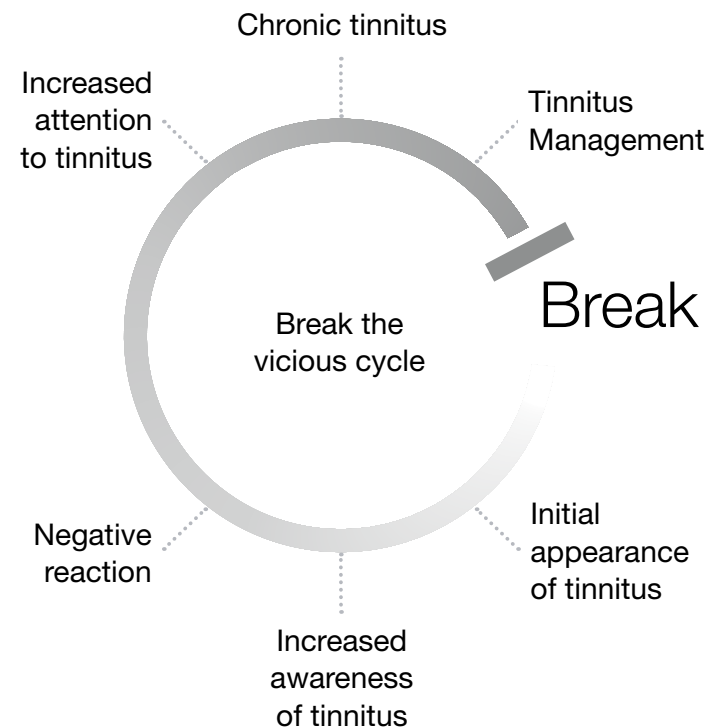 Chronic tinnitus
Increased
attention
to tinnitus
Tinnitus
Management
Break
Break the
vicious cycle
Negative
reaction
Initial
appearance
of tinnitus
Increased
awareness
of tinnitus